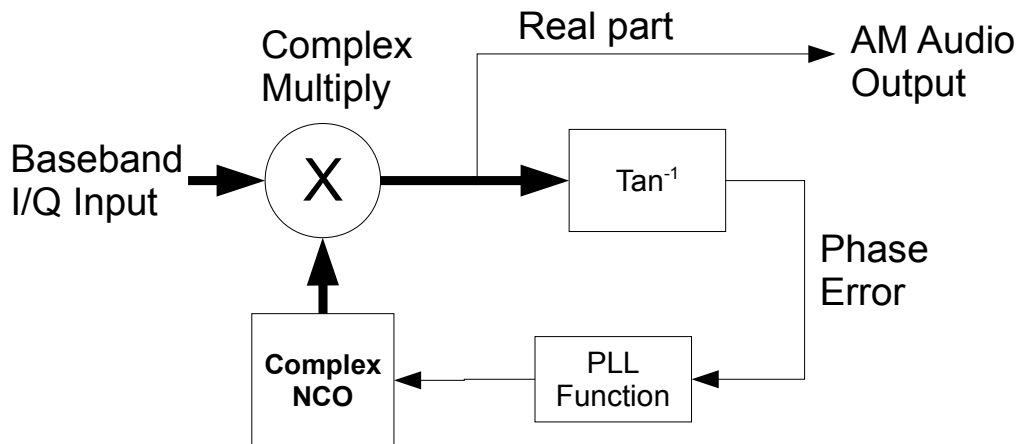 Real part
AM Audio
Output
Complex
Multiply
Baseband
I/Q Input
X
Tan⁻¹
Phase
Error
Complex
NCO
PLL
Function